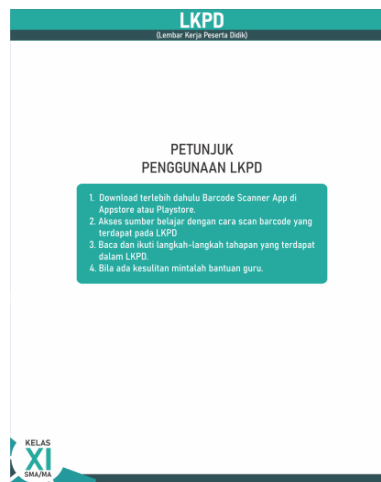 LKPD
(Lembar Kerja Peserta Didik)
PETUNJUK
PENGGUNAAN LKPD
1. Download terlebih dahulu Barcode Scanner App di
Appstore atau Playstore.
2. Akses sumber belajar dengan cara scan barcode yang
terdapat pada LKPD
3. Baca dan ikuti langkah-langkah tahapan yang terdapat
dalam LKPD.
4. Bila ada kesulitan mintalah bantuan guru.
KELAS
XI
SMA/MA